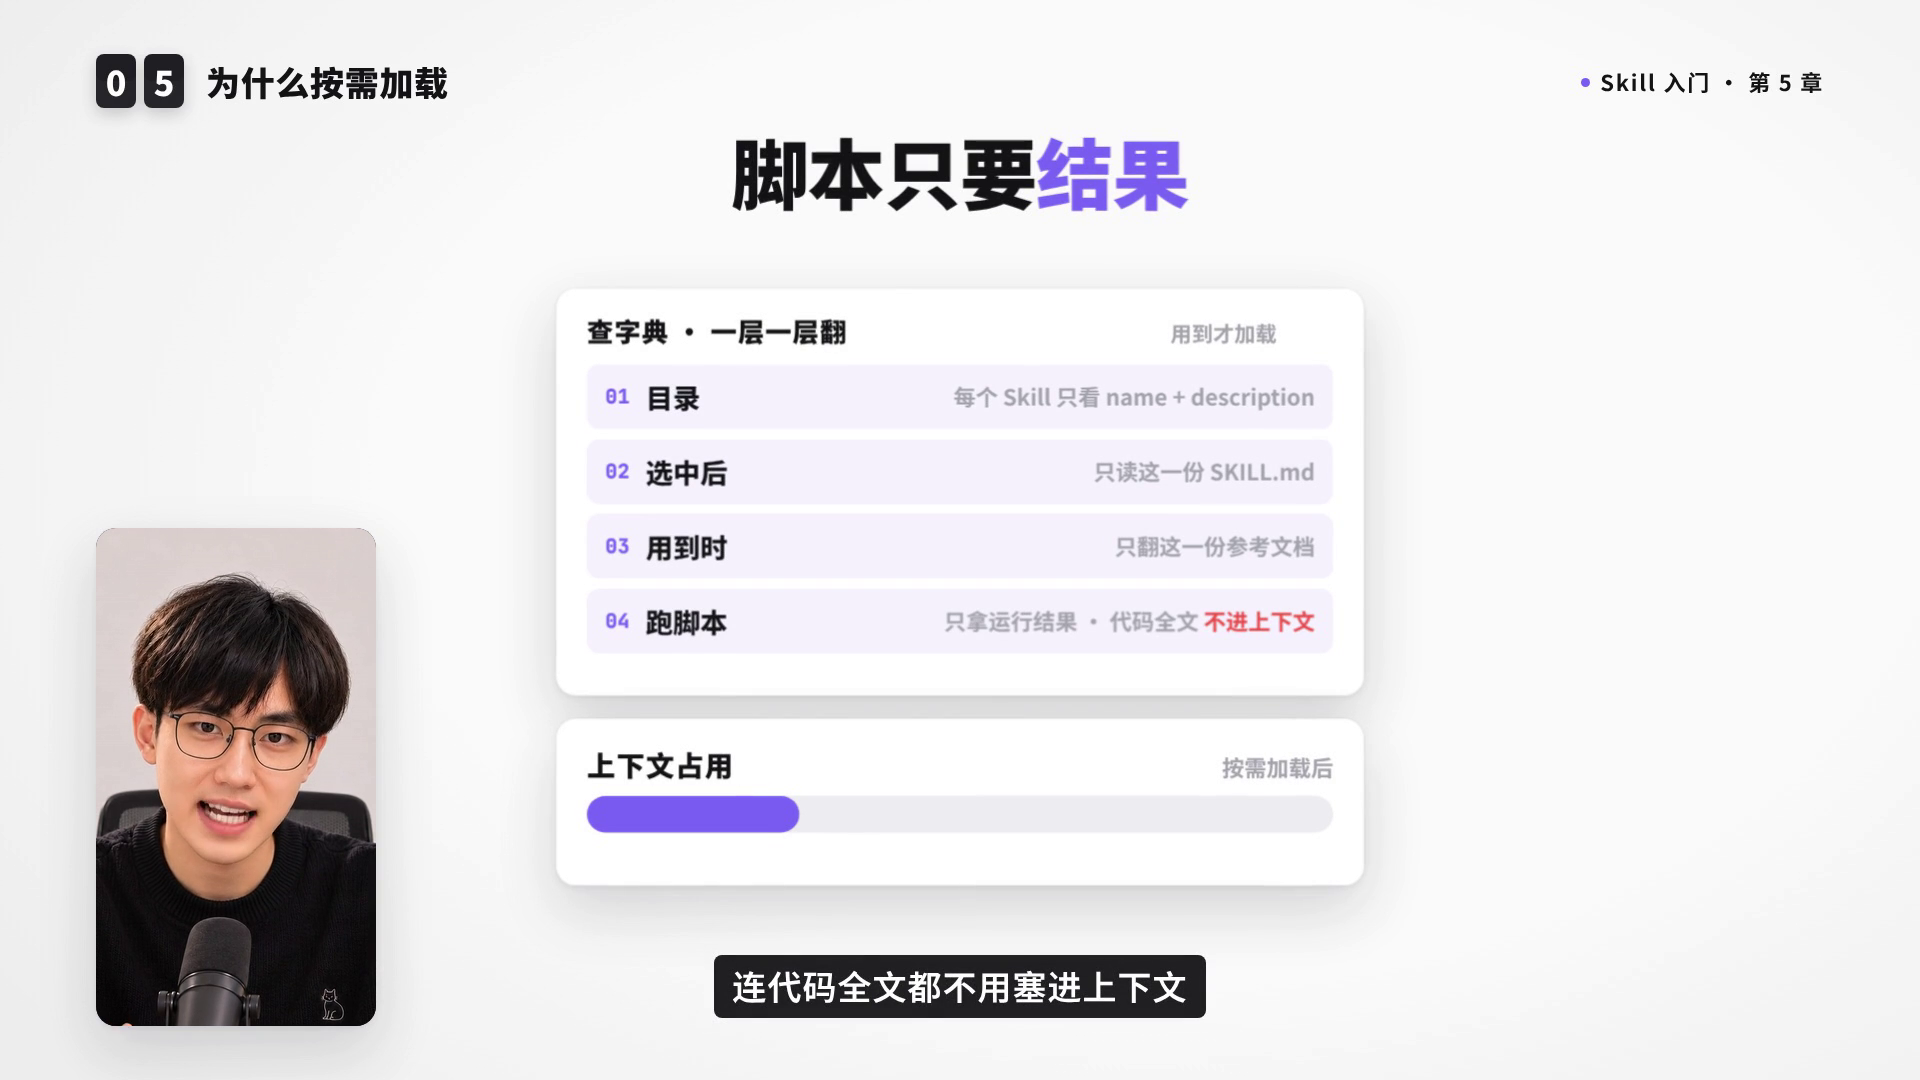 05 为什么按需加载
Skill 入门 · 第 5 章
脚本只要结果
查字典 · 一层一层翻
用到才加载
01 目录 每个 Skill 只看 name + description
02 选中后 只读这一份 SKILL.md
03 用到时 只翻这一份参考文档
04 跑脚本 只拿运行结果 · 代码全文 不进上下文
上下文占用
按需加载后
连代码全文都不用塞进上下文